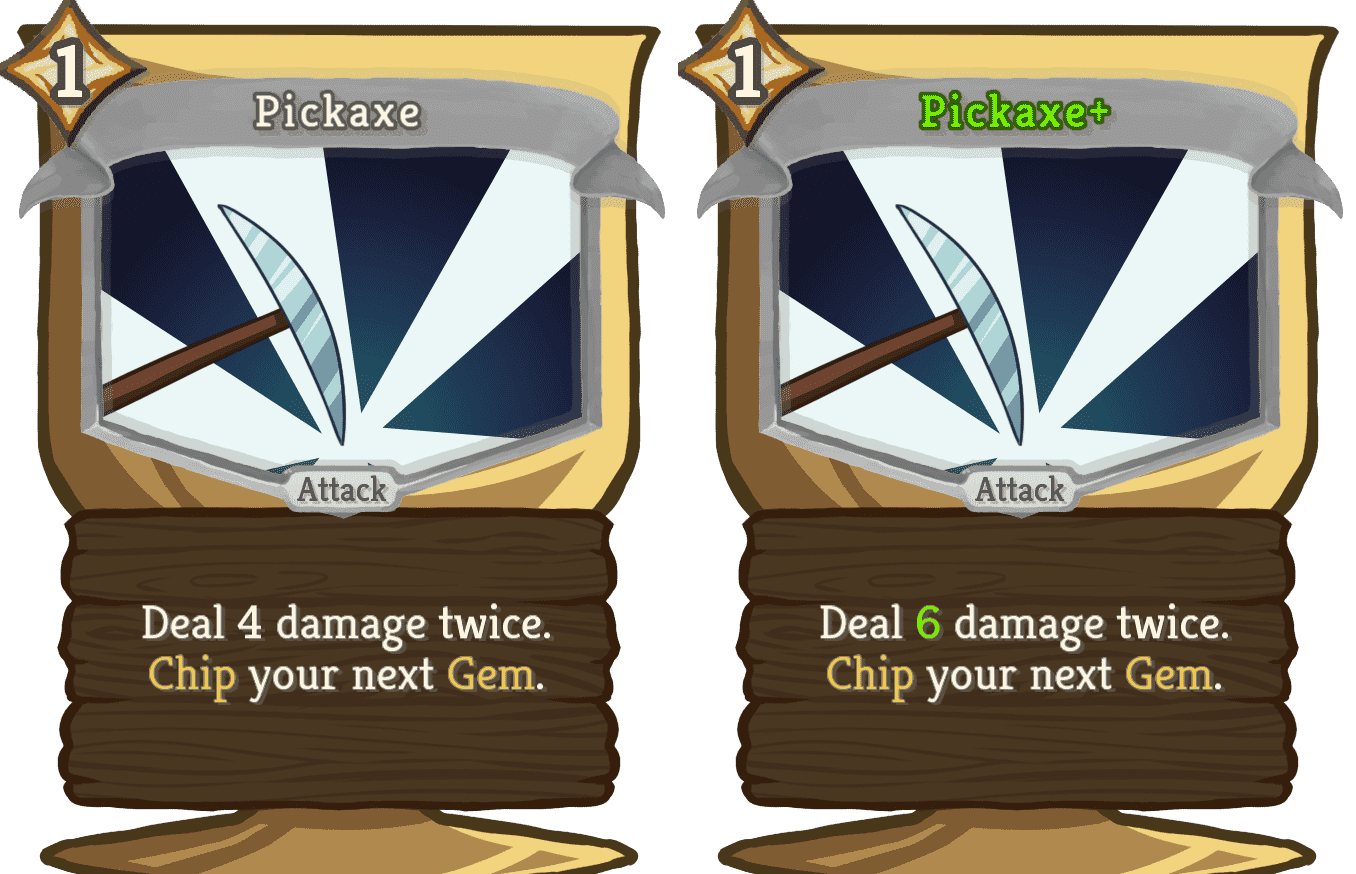 1
Pickaxe
Attack
Deal 4 damage twice.
Chip your next Gem.
1
Pickaxe+
Attack
Deal 6 damage twice.
Chip your next Gem.